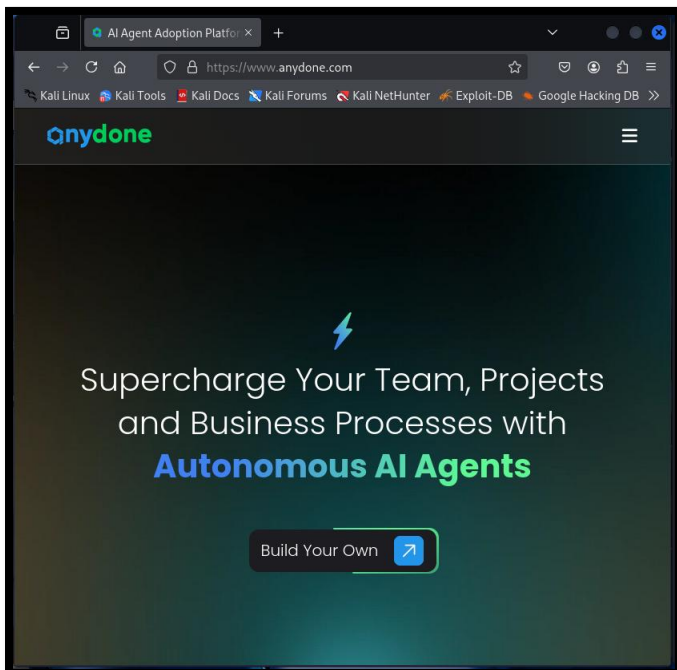 AI Agent Adoption Platfor
https://www.anydone.com
Kali Linux Kali Tools Kali Docs Kali Forums Kali NetHunter Exploit-DB Google Hacking DB
anydone
Supercharge Your Team, Projects
and Business Processes with
Autonomous AI Agents
Build Your Own